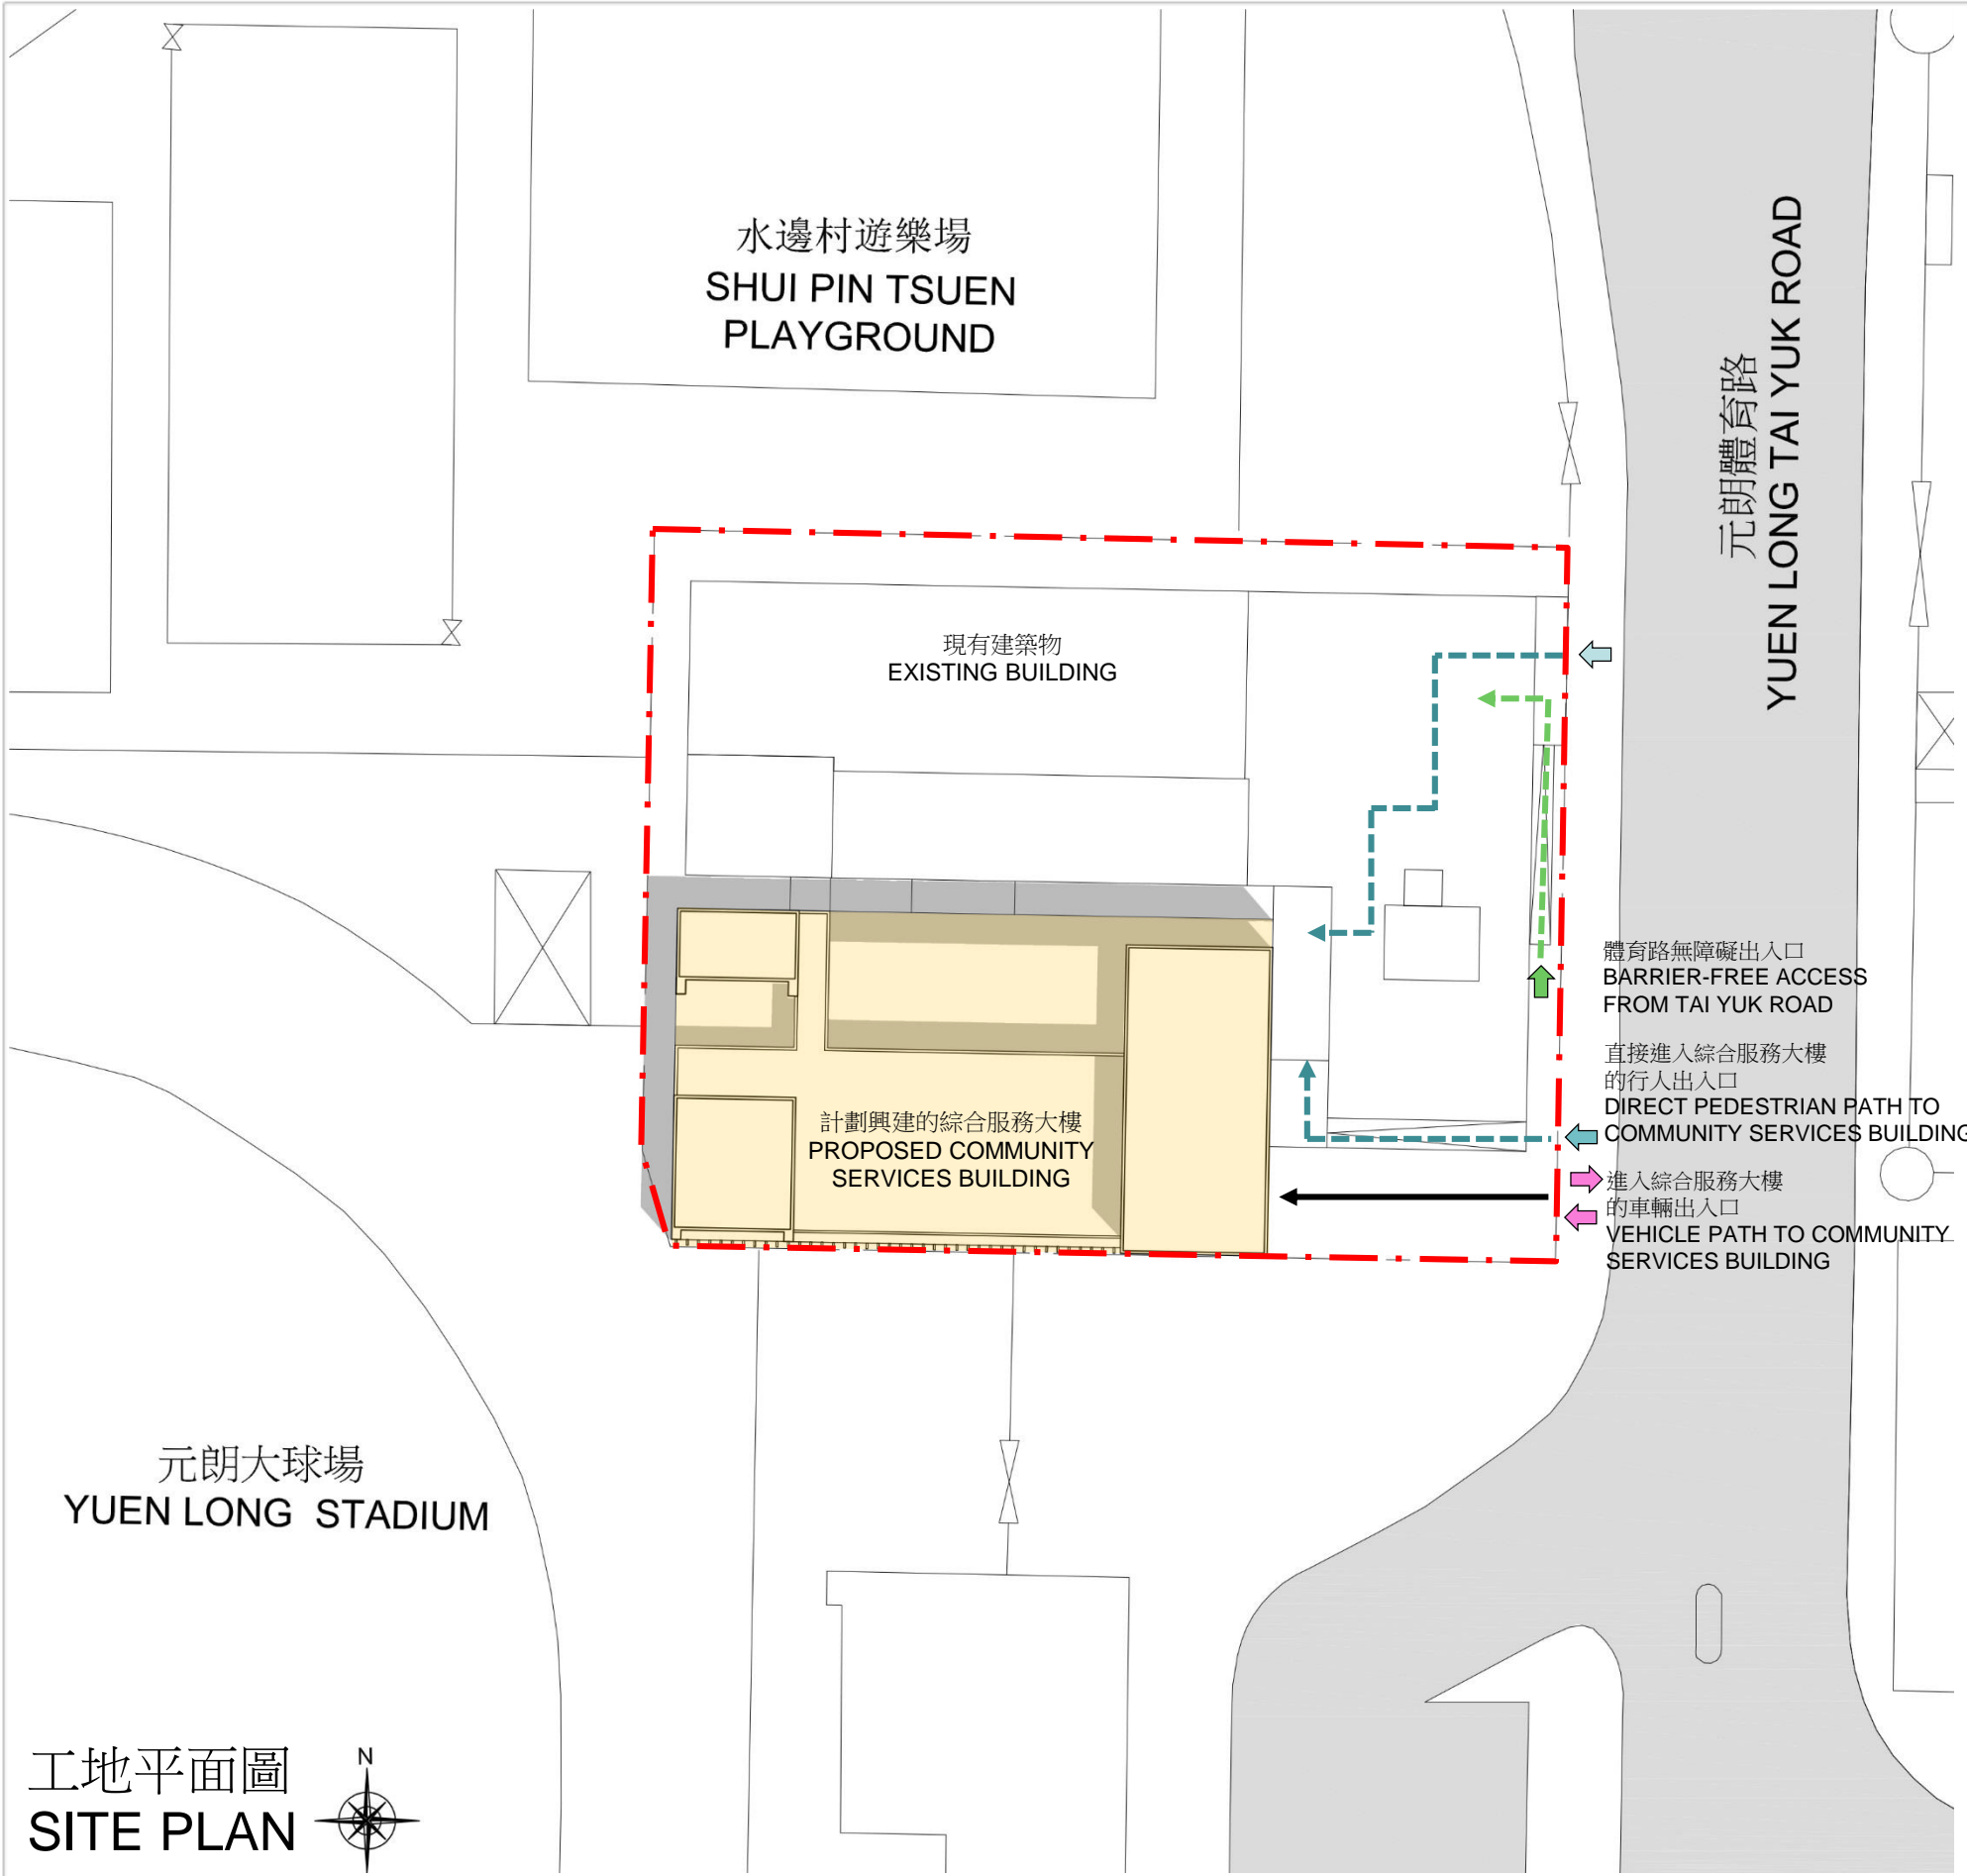 水邊村遊樂場
SHUI PIN TSUEN
PLAYGROUND
元朗體育路
YUEN LONG TAI YUK ROAD
現有建築物
EXISTING BUILDING
體育路無障礙出入口
BARRIER-FREE ACCESS
FROM TAI YUK ROAD
直接進入綜合服務大樓
的行人出入口
DIRECT PEDESTRIAN PATH TO
COMMUNITY SERVICES BUILDING
計劃興建的綜合服務大樓
PROPOSED COMMUNITY
SERVICES BUILDING
進入綜合服務大樓
的車輛出入口
VEHICLE PATH TO COMMUNITY
SERVICES BUILDING
元朗大球場
YUEN LONG STADIUM
工地平面圖
SITE PLAN
N